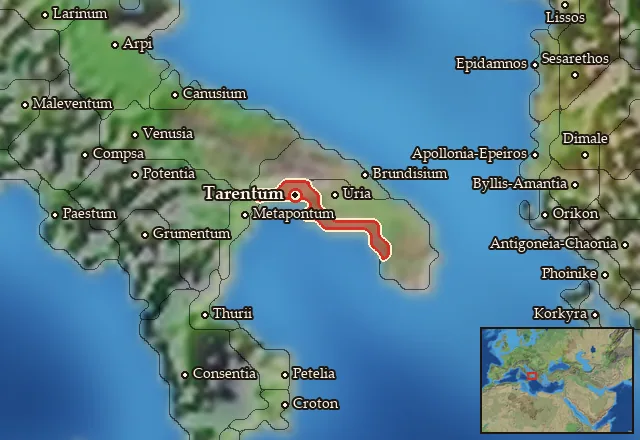 Larinum
Lissos
Arpi
Sesarethos
Epidamnos
Canusium
Maleventum
Venusia
Dimale
Compsa
Apollonia-Epeiros
Potentia
Brundisium
Byllis-Amantia
Tarentum
Uria
Paestum
Metapontum
Orikon
Grumentum
Antigoneia-Chaonia
Phoinike
Thurii
Korkyra
Consentia
Petelia
Croton